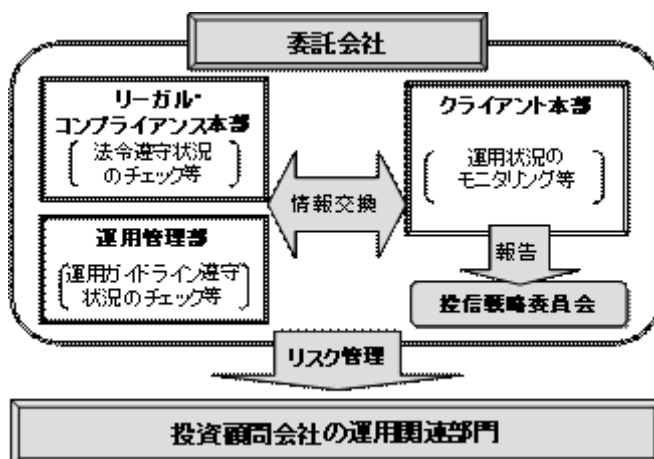 委託会社
リーガル・
コンプライアンス本部
法令遵守状況
のチェック等
クライアント本部
運用状況の
モニタリング等
情報交換
運用管理部
運用ガイドライン遵守
状況のチェック等
報告
投信戦略委員会
リスク管理
投資顧問会社の運用関連部門